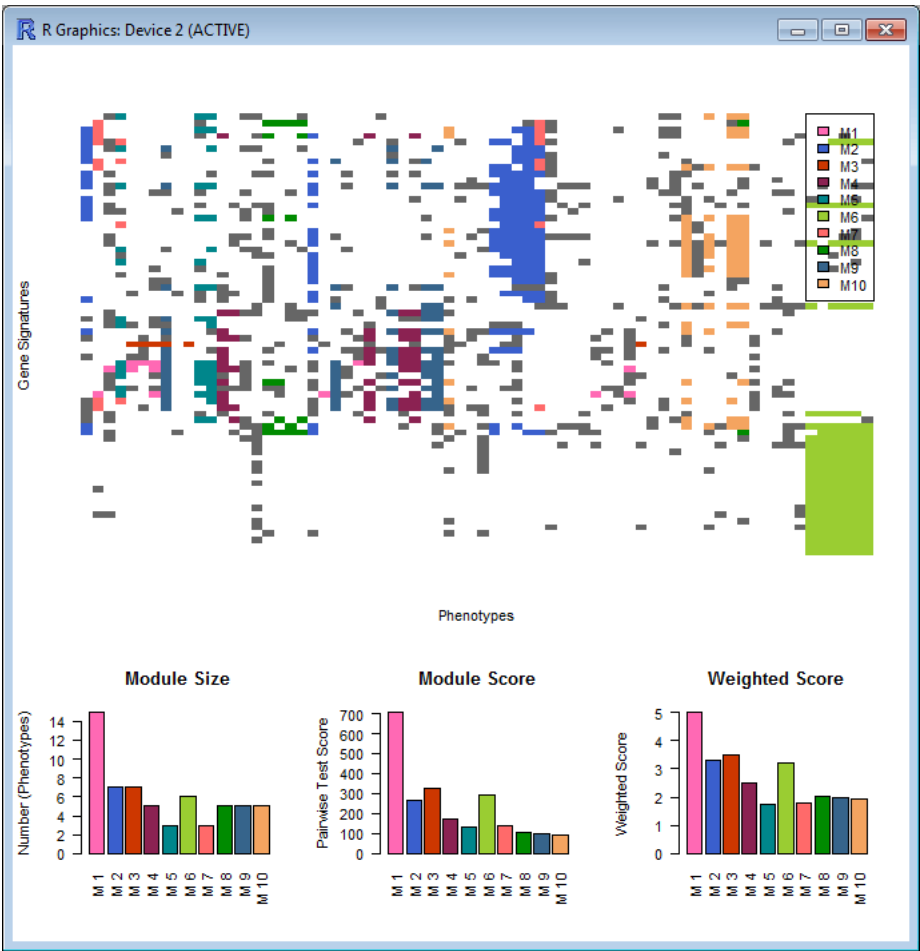 R Graphics: Device 2 (ACTIVE)
M1
M2
M3
M4
M5
M6
M7
M8
M9
M10
Gene Signatures
Phenotypes
Module Size
Number (Phenotypes)
14
12
10
8
6
4
2
0
M 1
M 2
M 3
M 4
M 5
M 6
M 7
M 8
M 9
M 10
Module Score
Pairwise Test Score
700
600
500
400
300
200
100
0
M 1
M 2
M 3
M 4
M 5
M 6
M 7
M 8
M 9
M 10
Weighted Score
Weighted Score
5
4
3
2
1
0
M 1
M 2
M 3
M 4
M 5
M 6
M 7
M 8
M 9
M 10